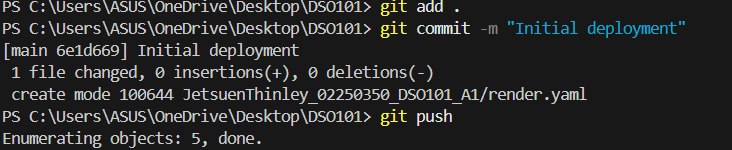 PS C:\Users\ASUS\OneDrive\Desktop\DSO101> git add .
PS C:\Users\ASUS\OneDrive\Desktop\DSO101> git commit -m "Initial deployment"
[main 6e1d669] Initial deployment
 1 file changed, 0 insertions(+), 0 deletions(-)
 create mode 100644 JetsuenThinley_02250350_DSO101_A1/render.yaml
PS C:\Users\ASUS\OneDrive\Desktop\DSO101> git push
Enumerating objects: 5, done.